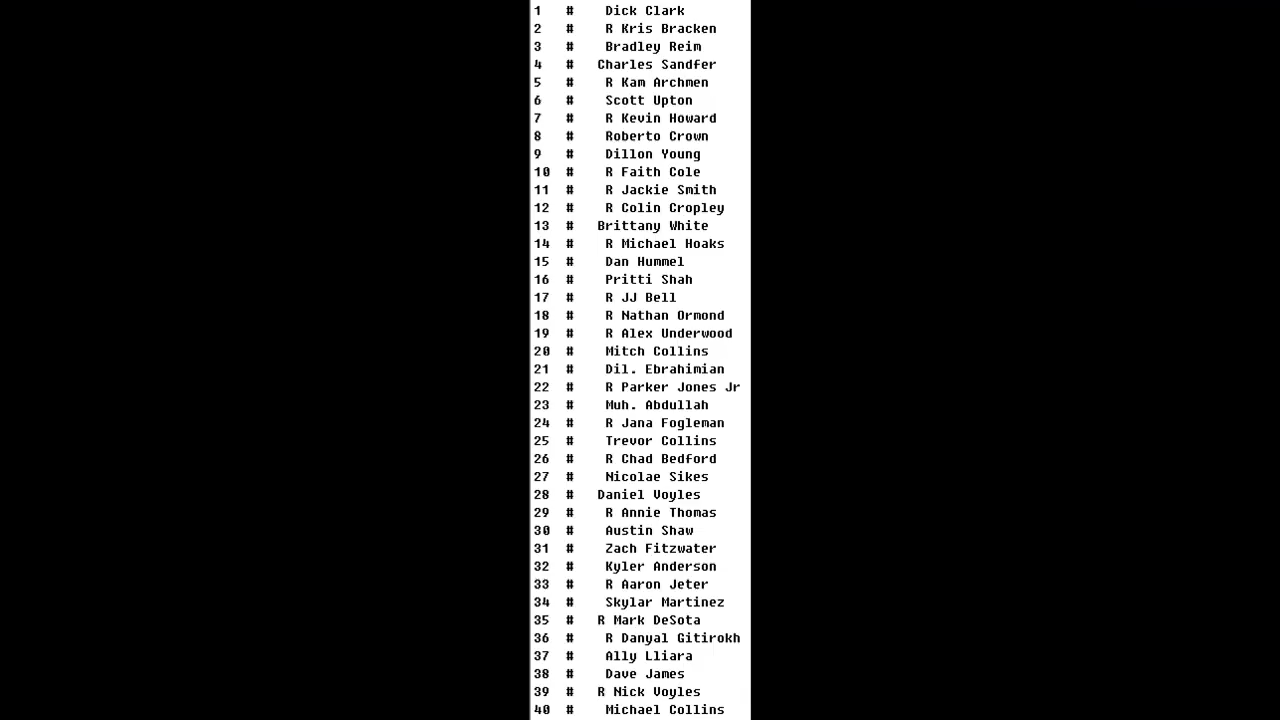 1 # Dick Clark
2 # R Kris Bracken
3 # Bradley Reim
4 # Charles Sandfer
5 # R Kam Archmen
6 # Scott Upton
7 # R Kevin Howard
8 # Roberto Crown
9 # Dillon Young
10 # R Faith Cole
11 # R Jackie Smith
12 # R Colin Cropley
13 # Brittany White
14 # R Michael Hoaks
15 # Dan Hummel
16 # Pritti Shah
17 # R JJ Bell
18 # R Nathan Ormond
19 # R Alex Underwood
20 # Mitch Collins
21 # Dil. Ebrahimian
22 # R Parker Jones Jr
23 # Muh. Abdullah
24 # R Jana Fogleman
25 # Trevor Collins
26 # R Chad Bedford
27 # Nicolae Sikes
28 # Daniel Voyles
29 # R Annie Thomas
30 # Austin Shaw
31 # Zach Fitzwater
32 # Kyler Anderson
33 # R Aaron Jeter
34 # Skylar Martinez
35 # R Mark DeSota
36 # R Danyal Gitirokh
37 # Ally Lliara
38 # Dave James
39 # R Nick Voyles
40 # Michael Collins